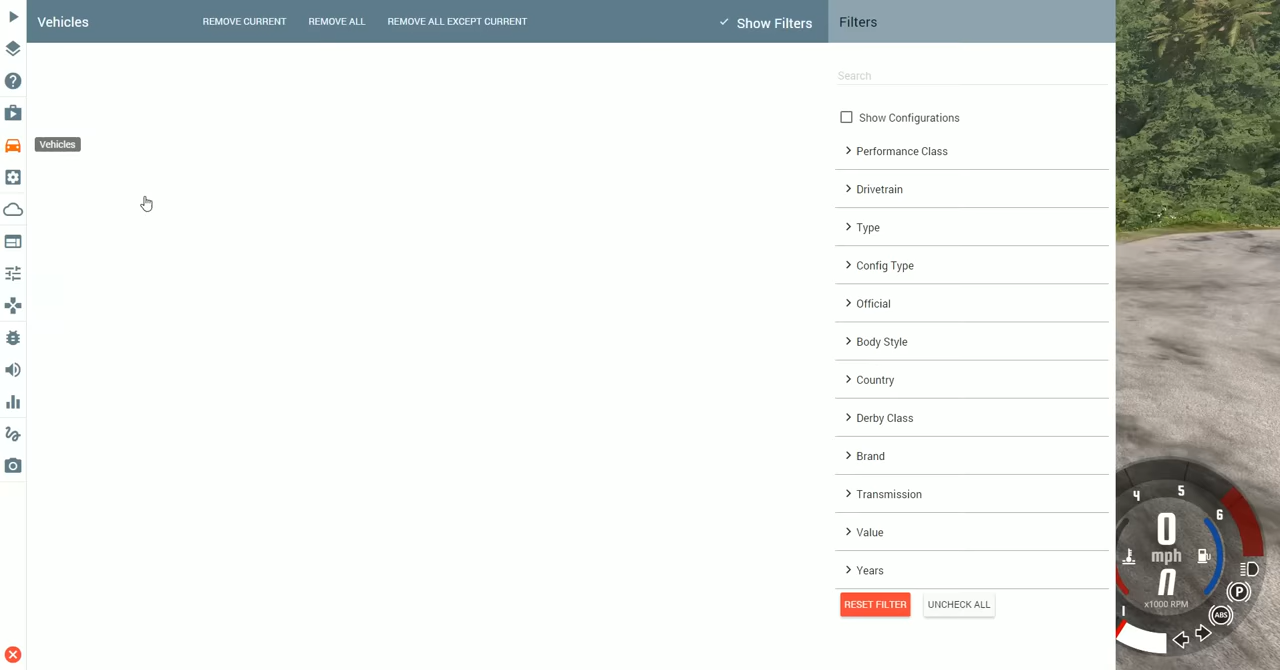 Vehicles
REMOVE CURRENT
REMOVE ALL
REMOVE ALL EXCEPT CURRENT
Show Filters
Filters
Search
Show Configurations
Vehicles
Performance Class
Drivetrain
Type
Config Type
Official
Body Style
Country
Derby Class
Brand
Transmission
Value
Years
RESET FILTER
UNCHECK ALL
4
5
6
0
mph
n
x1000 RPM
1
P
ABS